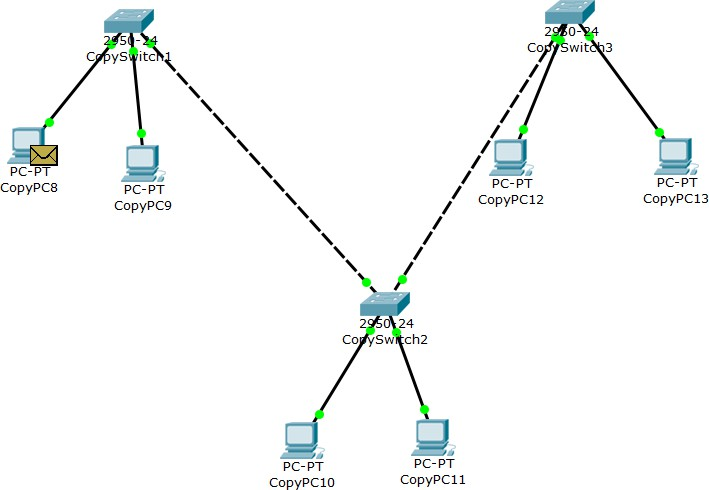 2950-24
CopySwitch1
2950-24
CopySwitch3
PC-PT
CopyPC8
PC-PT
CopyPC9
PC-PT
CopyPC12
PC-PT
CopyPC13
2950-24
CopySwitch2
PC-PT
CopyPC10
PC-PT
CopyPC11